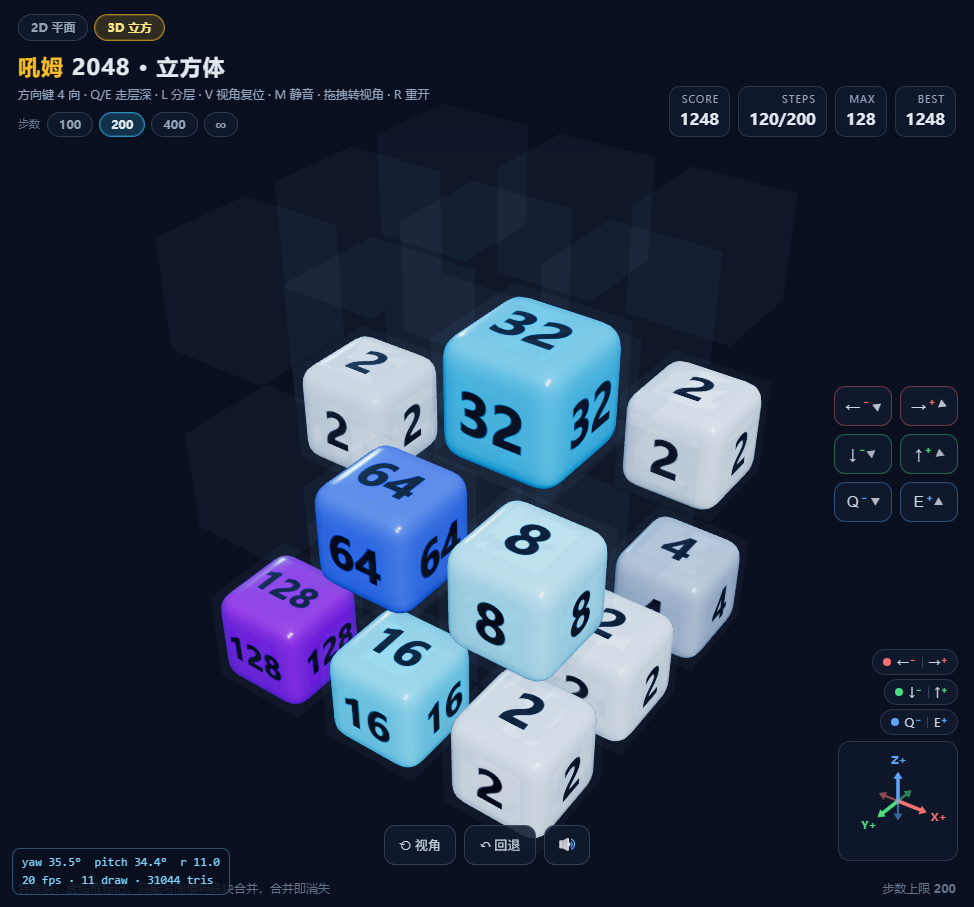 2D 平面 3D 立方
吼姆 2048 · 立方体
方向键 4 向 · Q/E 走层深 · L 分层 · V 视角复位 · M 静音 · 拖拽转视角 · R 重开
步数 100 200 400 ∞
SCORE STEPS MAX BEST
1248 120/200 128 1248
32
32 32
2
2 2
2
2 2
64
64 64
8
8 8
4
4 4
128
128 128
16
16 16
2
2 2
2
2 2
←⁻▼ →⁺▲
↓⁻▼ ↑⁺▲
Q⁻▼ E⁺▲
←⁻ | →⁺
↓⁻ | ↑⁺
Q⁻ | E⁺
Z+
X+
Y+
视角 回退
yaw 35.5° pitch 34.4° r 11.0
20 fps · 11 draw · 31044 tris
块合并，合并即消失
步数上限 200